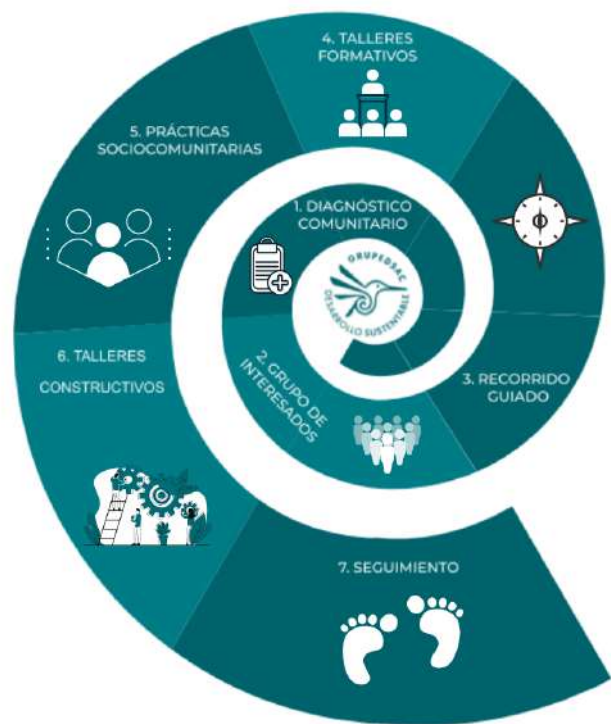 1. DIAGNÓSTICO
COMUNITARIO
GRUPEDSAC
DESARROLLO SUSTENTABLE
2. GRUPO DE
INTERESADOS
3. RECORRIDO
GUIADO
4. TALLERES
FORMATIVOS
5. PRÁCTICAS
SOCIOCOMUNITARIAS
6. TALLERES
CONSTRUCTIVOS
7. SEGUIMIENTO